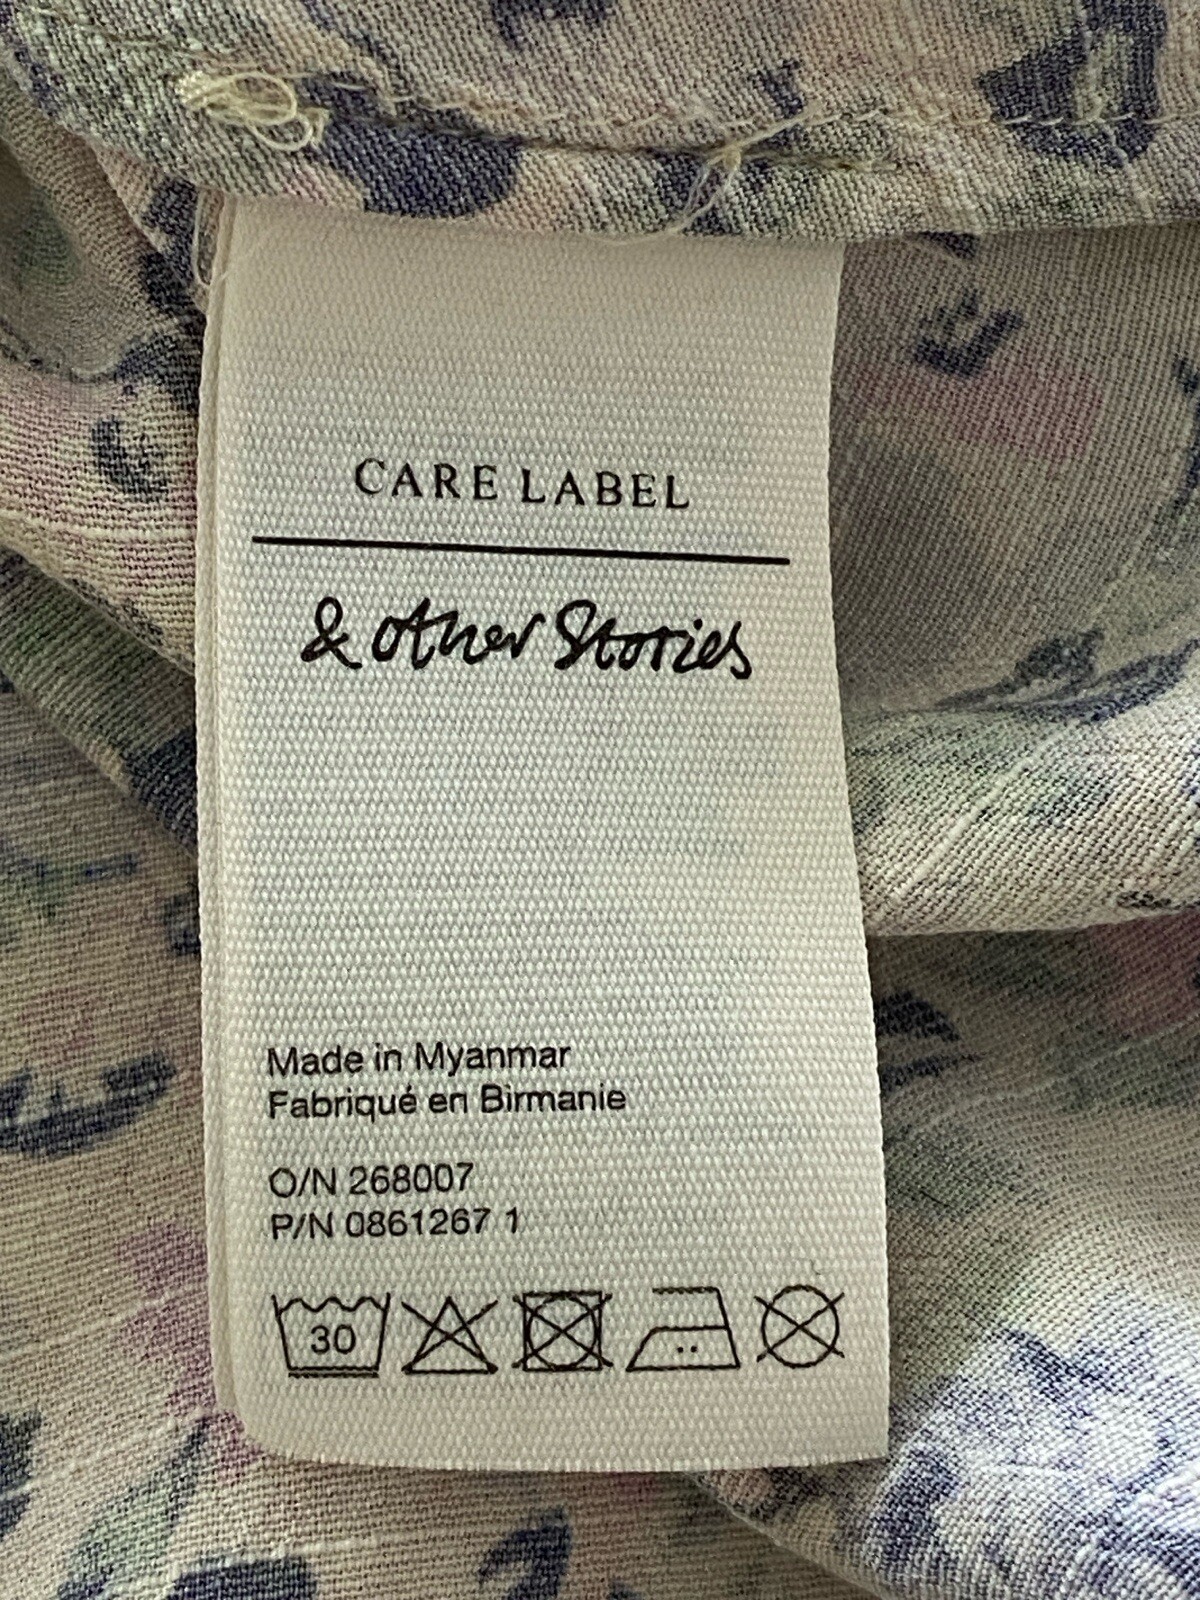 CARE LABEL
& other Stories
Made in Myanmar
Fabriqué en Birmanie
O/N 268007
P/N 0861267 1
30